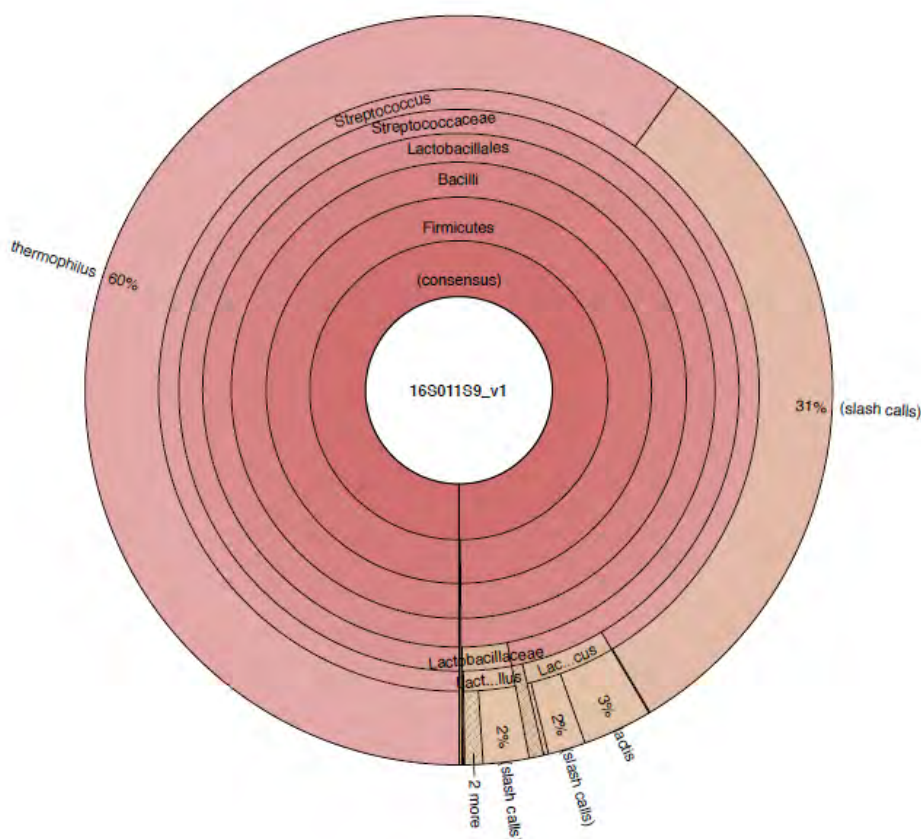 Streptococcus
Streptococcaceae
Lactobacillales
Bacilli
Firmicutes
(consensus)
thermophilus 60%
16S011S9_v1
31% (slash calls)
Lactobacillaceae
Lac...cus
Lact...llus
3% actis
2% (slash calls)
2% (slash calls)
2 more